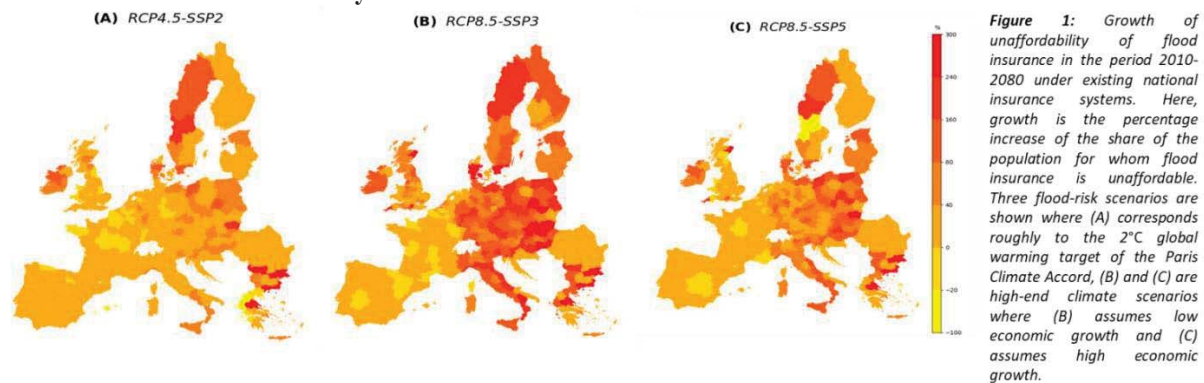 (A) RCP4.5-SSP2
(B) RCP8.5-SSP3
(C) RCP8.5-SSP5
%
300
240
160
80
0
-20
-100
Figure 1: Growth of
unaffordability of flood
insurance in the period 2010-
2080 under existing national
insurance systems. Here,
growth is the percentage
increase of the share of the
population for whom flood
insurance is unaffordable.
Three flood-risk scenarios are
shown where (A) corresponds
roughly to the 2°C global
warming target of the Paris
Climate Accord, (B) and (C) are
high-end climate scenarios
where (B) assumes low
economic growth and (C)
assumes high economic
growth.